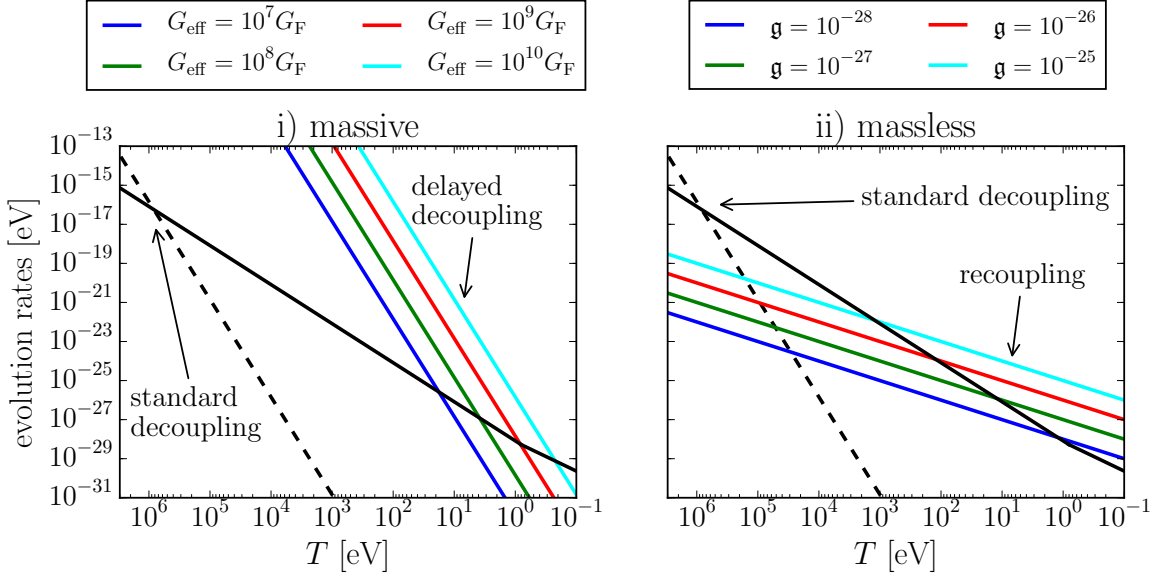 G_eff = 10^7 G_F
G_eff = 10^9 G_F
G_eff = 10^8 G_F
G_eff = 10^10 G_F
𝔤 = 10^−28
𝔤 = 10^−26
𝔤 = 10^−27
𝔤 = 10^−25
i) massive
ii) massless
evolution rates [eV]
10^−13
10^−15
10^−17
10^−19
10^−21
10^−23
10^−25
10^−27
10^−29
10^−31
delayed
decoupling
standard
decoupling
standard decoupling
recoupling
10^6 10^5 10^4 10^3 10^2 10^1 10^0 10^−1
10^6 10^5 10^4 10^3 10^2 10^1 10^0 10^−1
T [eV]
T [eV]